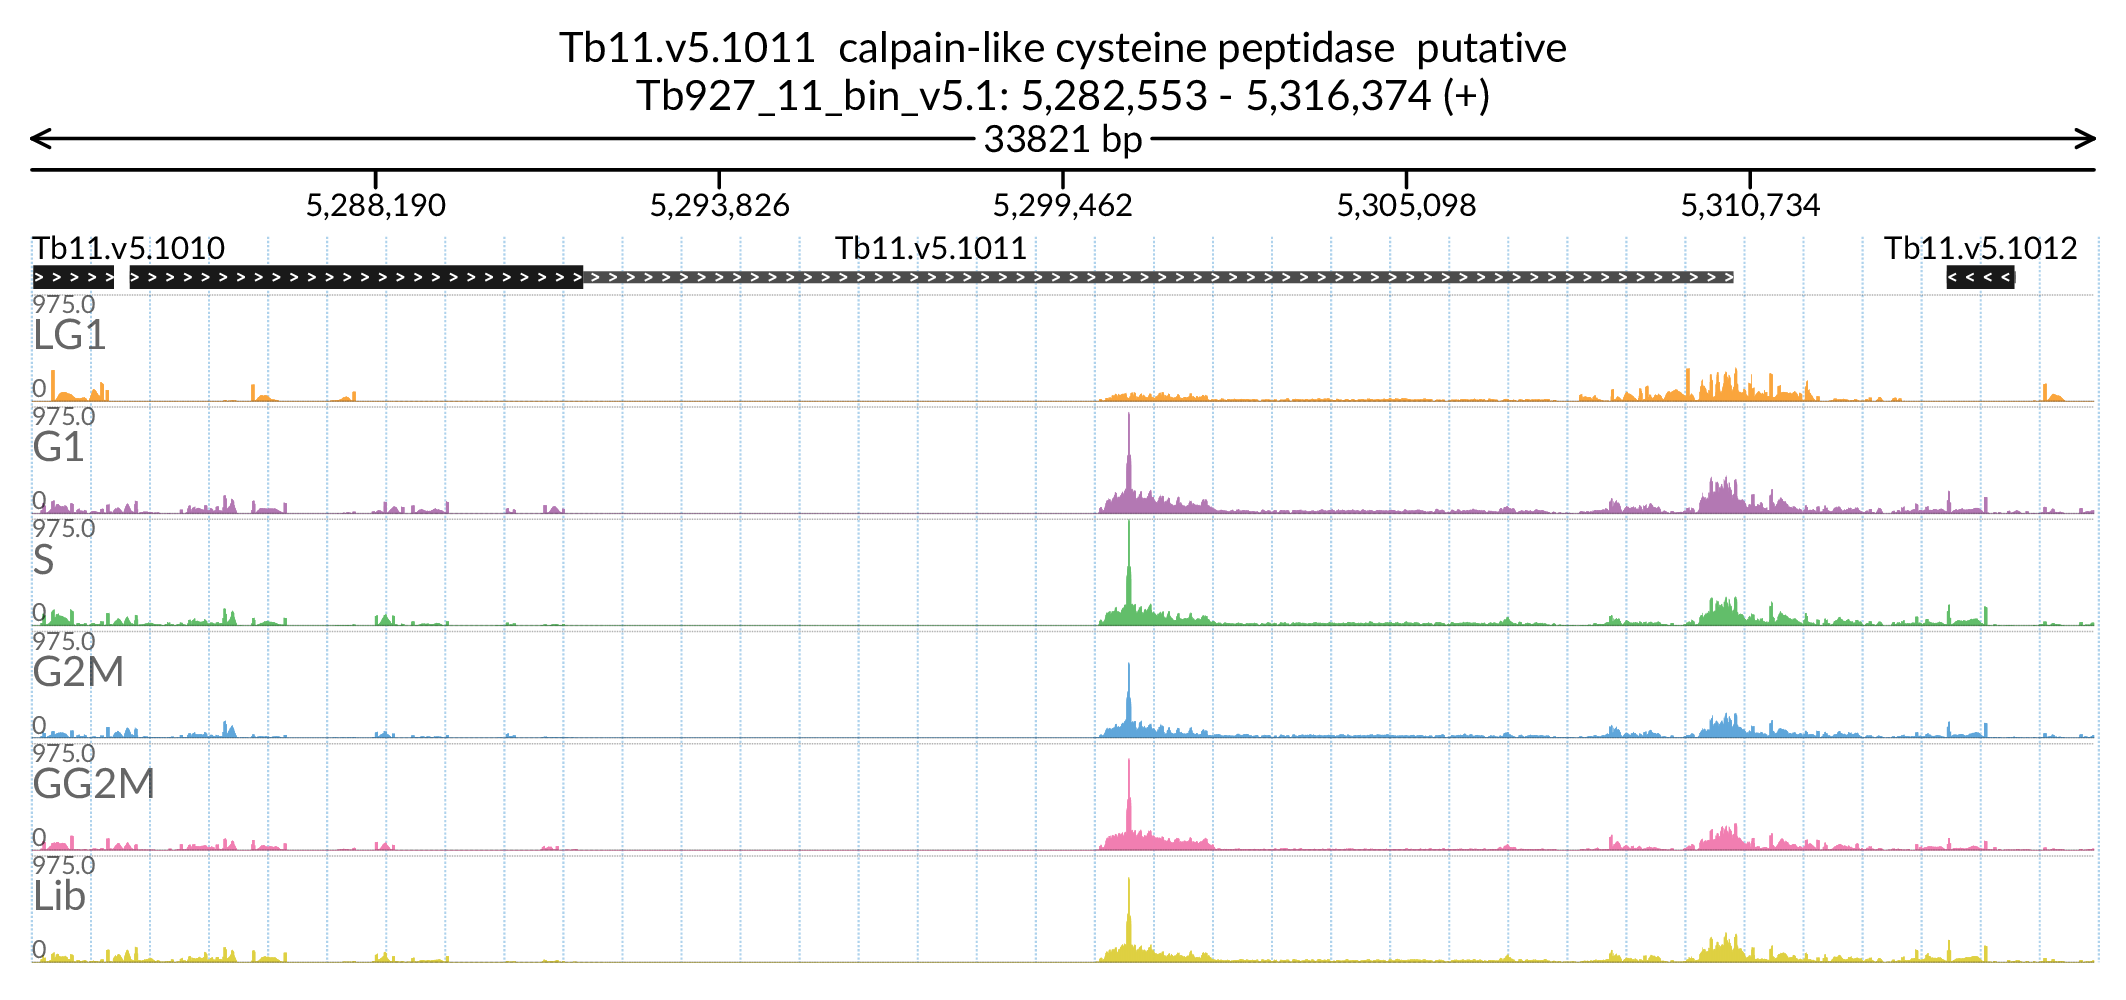 Tb11.v5.1011 calpain-like cysteine peptidase putative
Tb927_11_bin_v5.1: 5,282,553 - 5,316,374 (+)
33821 bp
5,288,190 5,293,826 5,299,462 5,305,098 5,310,734
Tb11.v5.1010 Tb11.v5.1011 Tb11.v5.1012
975.0
LG1
0
975.0
G1
0
975.0
S
0
975.0
G2M
0
975.0
GG2M
0
975.0
Lib
0